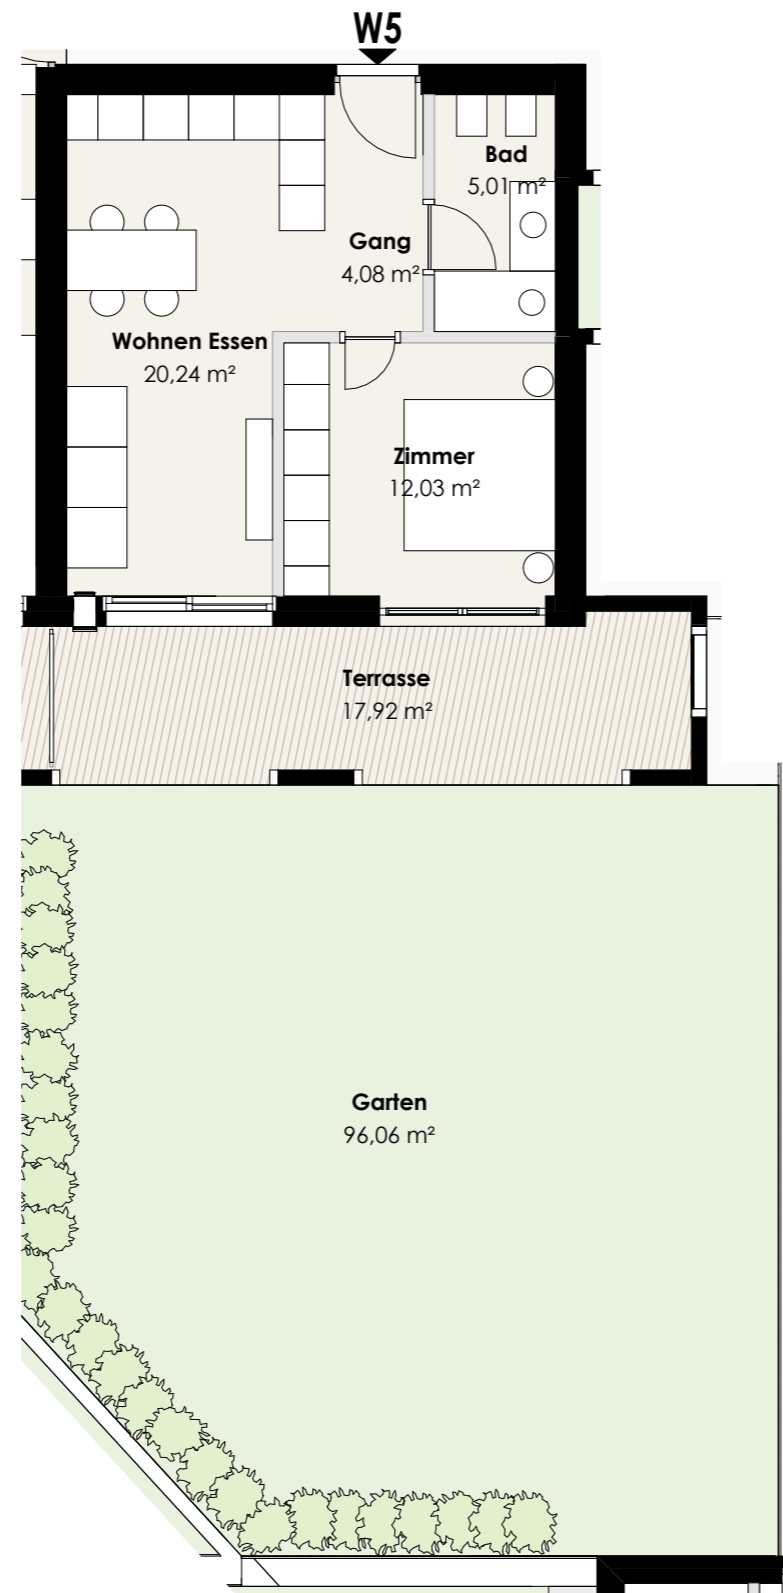 W5
Bad
5,01 m²
Gang
4,08 m²
Wohnen Essen
20,24 m²
Zimmer
12,03 m²
Terrasse
17,92 m²
Garten
96,06 m²